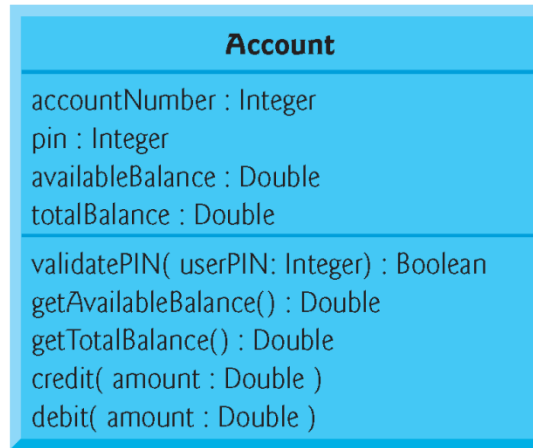 Account
accountNumber : Integer
pin : Integer
availableBalance : Double
totalBalance : Double
validatePIN( userPIN: Integer) : Boolean
getAvailableBalance() : Double
getTotalBalance() : Double
credit( amount : Double )
debit( amount : Double )